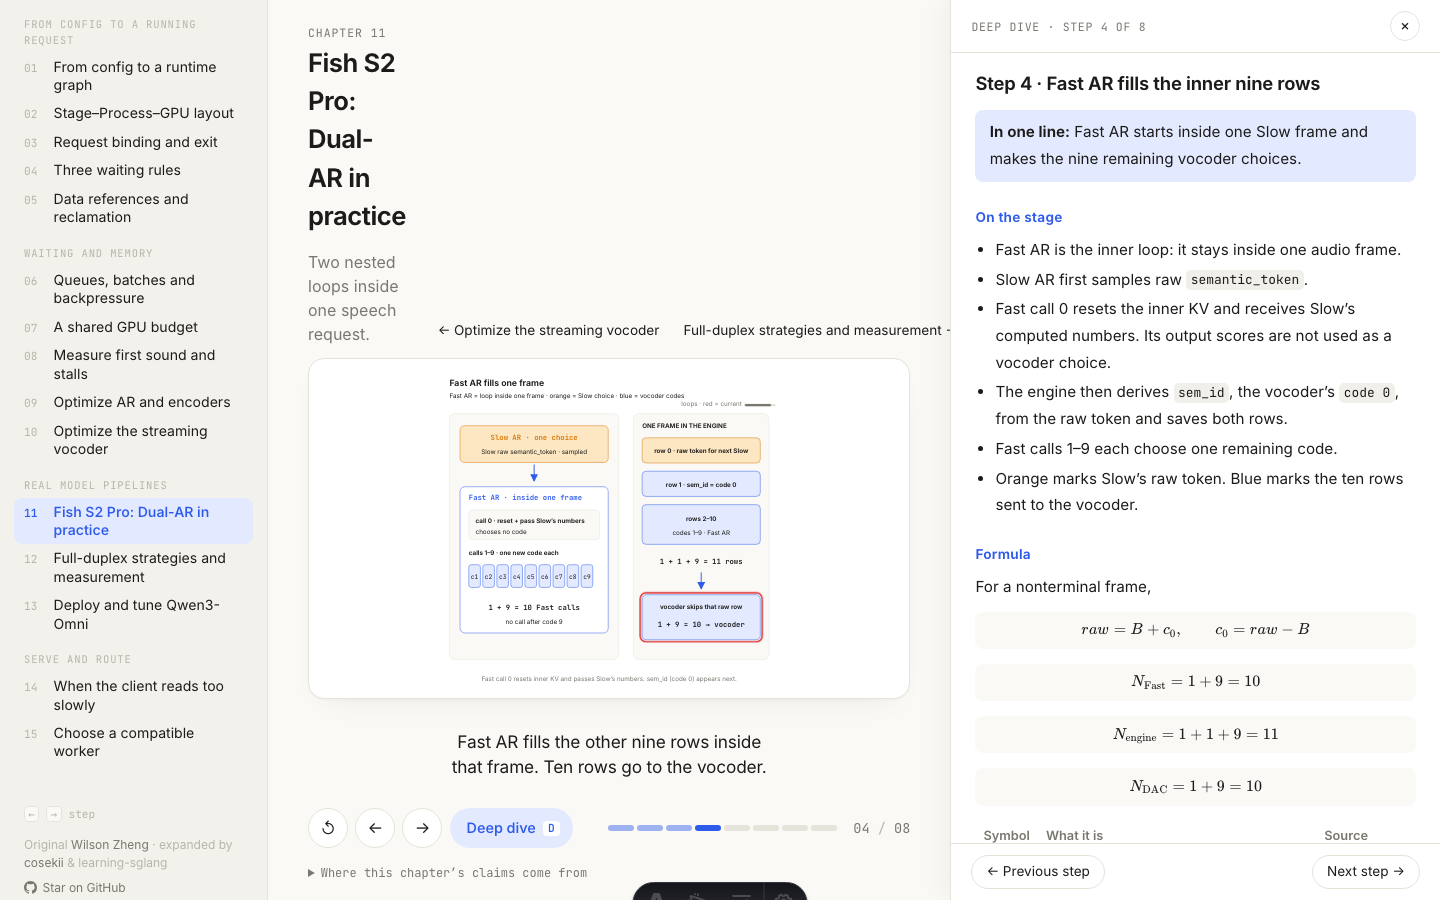 FROM CONFIG TO A RUNNING
REQUEST
01 From config to a runtime
graph
02 Stage–Process–GPU layout
03 Request binding and exit
04 Three waiting rules
05 Data references and
reclamation
WAITING AND MEMORY
06 Queues, batches and
backpressure
07 A shared GPU budget
08 Measure first sound and
stalls
09 Optimize AR and encoders
10 Optimize the streaming
vocoder
REAL MODEL PIPELINES
11 Fish S2 Pro: Dual-AR in
practice
12 Full-duplex strategies and
measurement
13 Deploy and tune Qwen3-
Omni
SERVE AND ROUTE
14 When the client reads too
slowly
15 Choose a compatible
worker
← → step
Original Wilson Zheng · expanded by
cosekii & learning-sglang
Star on GitHub
CHAPTER 11
Fish S2
Pro:
Dual-
AR in
practice
Two nested
loops inside
one speech
request.
← Optimize the streaming vocoder Full-duplex strategies and measurement
Fast AR fills one frame
Fast AR = loop inside one frame · orange = Slow choice · blue = vocoder codes
loops · red = current
Slow AR · one choice
Slow raw semantic_token · sampled
Fast AR · inside one frame
call 0 · reset + pass Slow's numbers
chooses no code
calls 1–9 · one new code each
c1 c2 c3 c4 c5 c6 c7 c8 c9
1 + 9 = 10 Fast calls
no call after code 9
ONE FRAME IN THE ENGINE
row 0 · raw token for next Slow
row 1 · sem_id = code 0
rows 2–10
codes 1–9 · Fast AR
1 + 1 + 9 = 11 rows
vocoder skips that raw row
1 + 9 = 10 → vocoder
Fast call 0 resets inner KV and passes Slow's numbers. sem_id (code 0) appears next.
Fast AR fills the other nine rows inside
that frame. Ten rows go to the vocoder.
← → Deep dive D 04 / 08
▶ Where this chapter's claims come from
DEEP DIVE · STEP 4 OF 8 ×
Step 4 · Fast AR fills the inner nine rows
In one line: Fast AR starts inside one Slow frame and
makes the nine remaining vocoder choices.
On the stage
• Fast AR is the inner loop: it stays inside one audio frame.
• Slow AR first samples raw semantic_token.
• Fast call 0 resets the inner KV and receives Slow's
computed numbers. Its output scores are not used as a
vocoder choice.
• The engine then derives sem_id, the vocoder's code 0,
from the raw token and saves both rows.
• Fast calls 1–9 each choose one remaining code.
• Orange marks Slow's raw token. Blue marks the ten rows
sent to the vocoder.
Formula
For a nonterminal frame,
raw = B + c₀, c₀ = raw − B
N_Fast = 1 + 9 = 10
N_engine = 1 + 1 + 9 = 11
N_DAC = 1 + 9 = 10
Symbol What it is Source
← Previous step Next step →